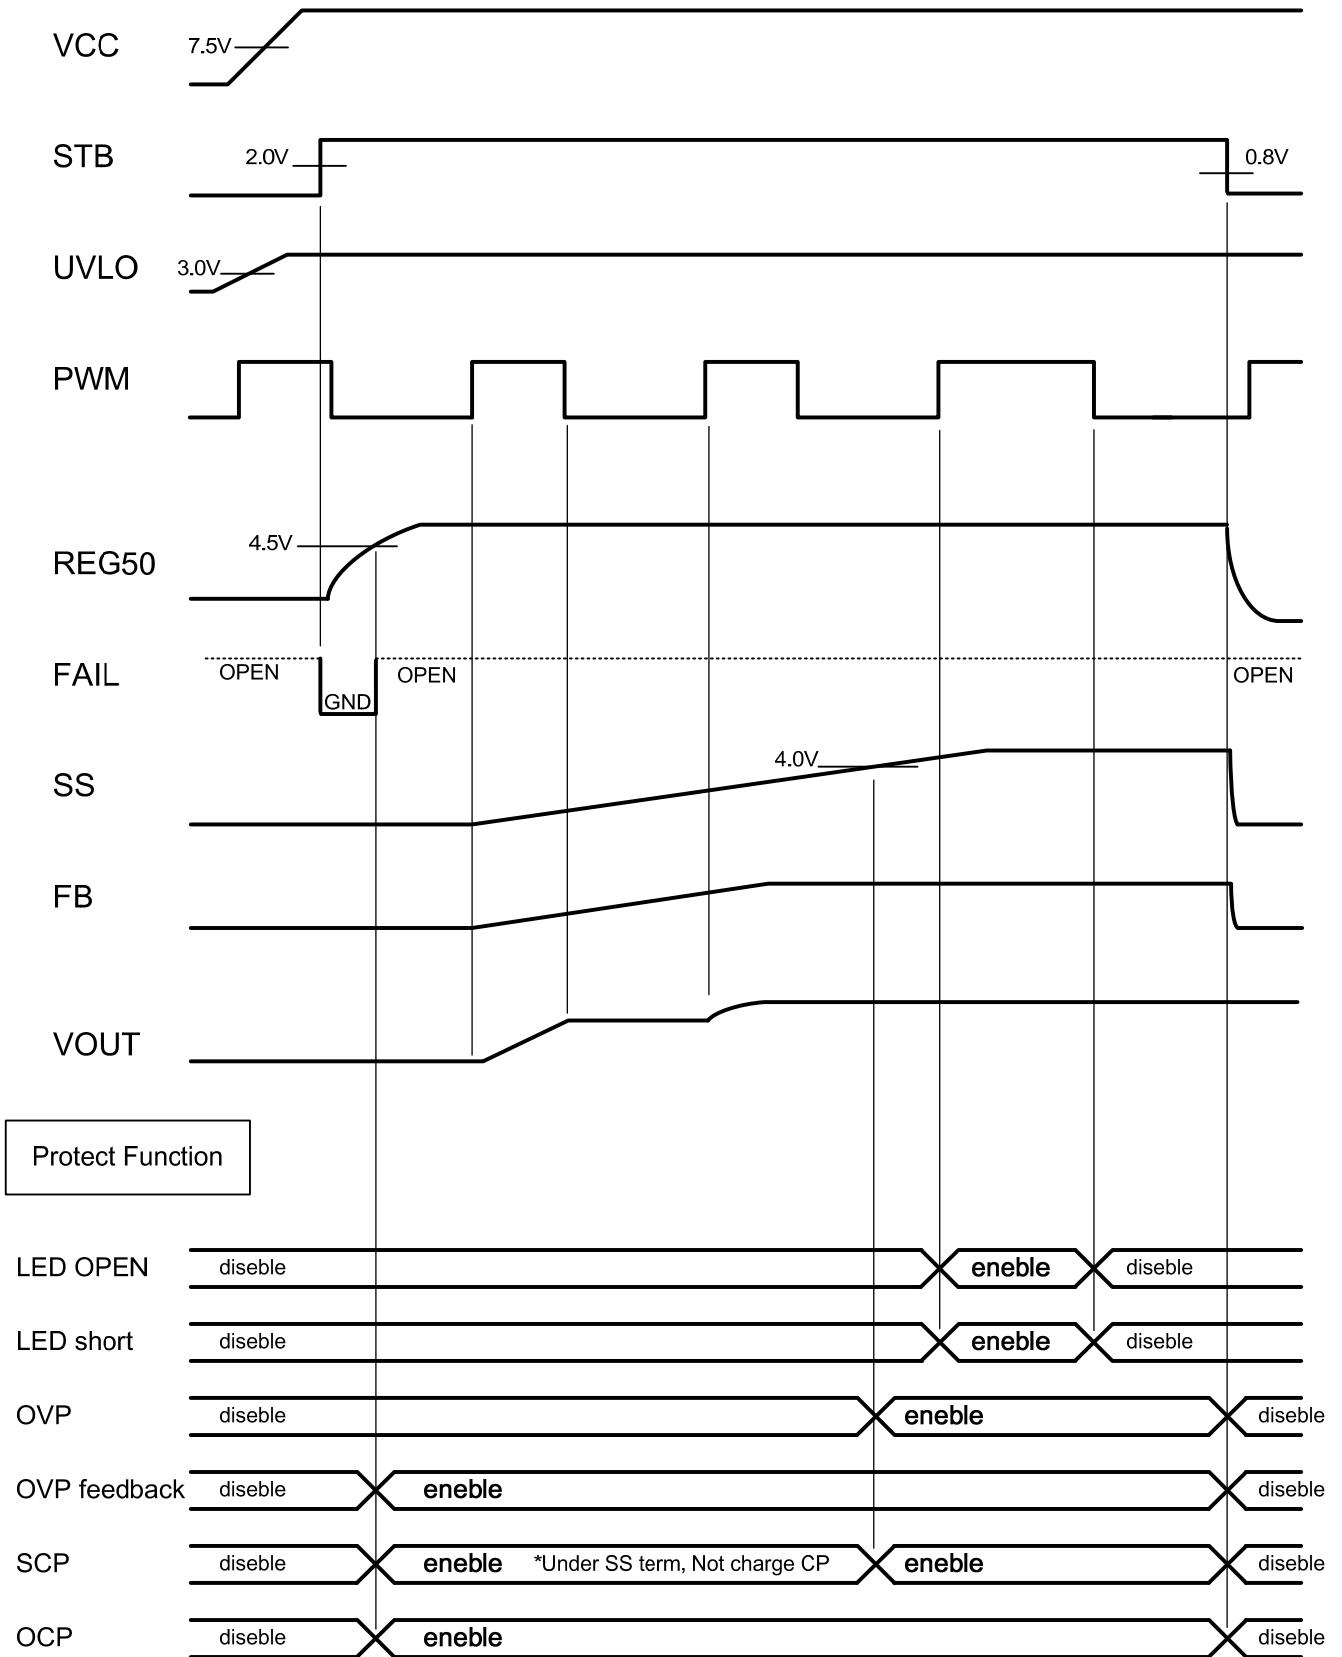 VCC
7.5V
STB
2.0V
0.8V
UVLO
3.0V
PWM
REG50
4.5V
FAIL
OPEN
GND
OPEN
OPEN
SS
4.0V
FB
VOUT
Protect Function
LED OPEN
diseble
eneble
diseble
LED short
diseble
eneble
diseble
OVP
diseble
eneble
diseble
OVP feedback
diseble
eneble
diseble
SCP
diseble
eneble
*Under SS term, Not charge CP
eneble
diseble
OCP
diseble
eneble
diseble